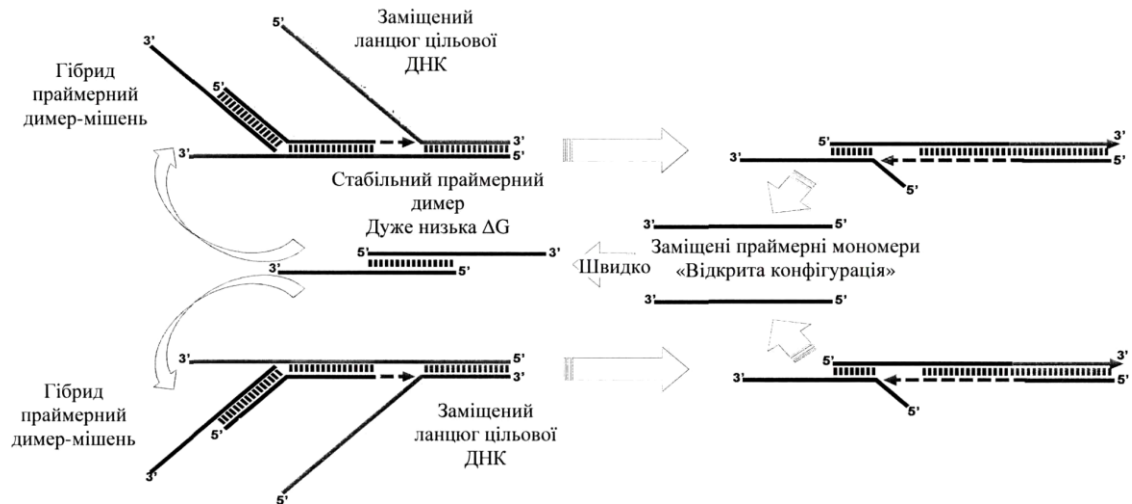 Заміщений
ланцюг цільової
ДНК
3’
5’
Гібрид
праймерний
димер-мішень
5’
3’
3’
5’
5’
3’
3’
5’
5’
Стабільний праймерний
димер
Дуже низька ΔG
3’
5’
5’
3’
3’
5’
Швидко
Заміщені праймерні мономери
«Відкрита конфігурація»
3’
5’
3’
5’
5’
3’
5’
3’
3’
5’
5’
Гібрид
праймерний
димер-мішень
5’
3’
Заміщений
ланцюг цільової
ДНК
5’